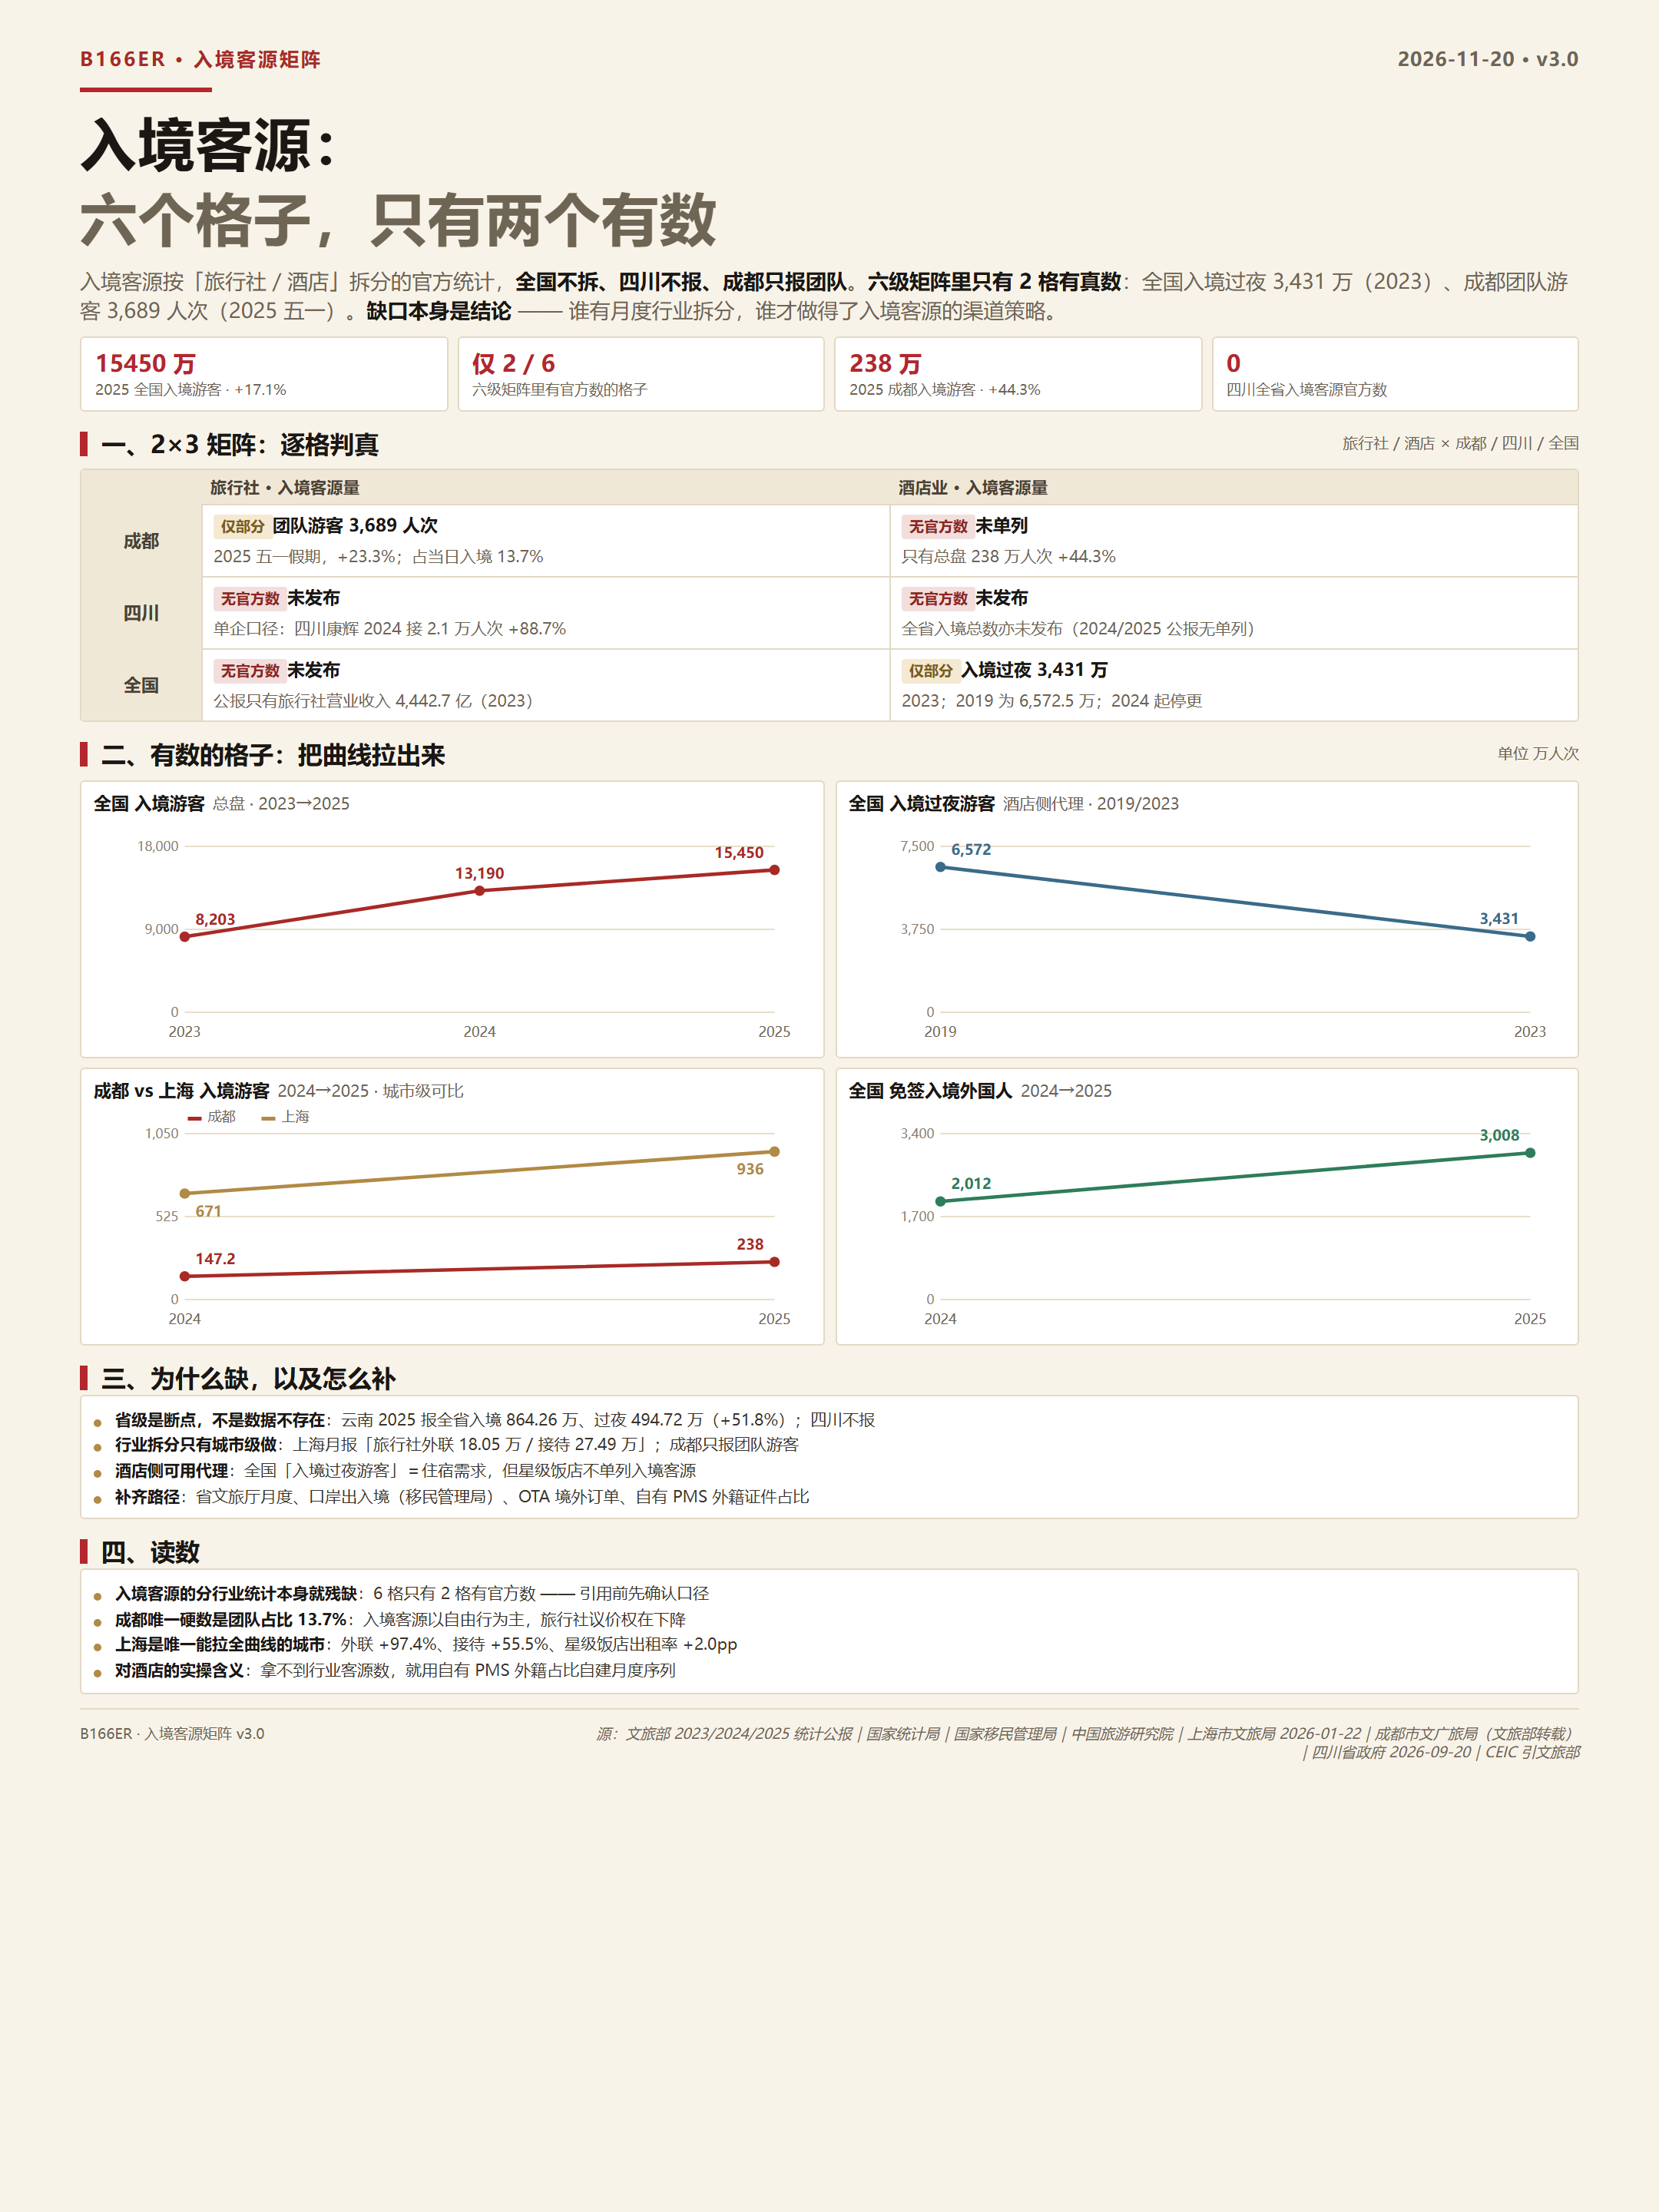 B166ER • 入境客源矩阵
2026-11-20 • v3.0
入境客源：
六个格子，只有两个有数
入境客源按「旅行社 / 酒店」拆分的官方统计，全国不拆、四川不报、成都只报团队。六级矩阵里只有 2 格有真数：全国入境过夜 3,431 万（2023）、成都团队游
客 3,689 人次（2025 五一）。缺口本身是结论 —— 谁有月度行业拆分，谁才做得了入境客源的渠道策略。
15450 万
2025 全国入境游客 · +17.1%
仅 2 / 6
六级矩阵里有官方数的格子
238 万
2025 成都入境游客 · +44.3%
0
四川全省入境客源官方数
一、2×3 矩阵：逐格判真
旅行社 / 酒店 × 成都 / 四川 / 全国
旅行社 • 入境客源量
酒店业 • 入境客源量
成都
仅部分 团队游客 3,689 人次
2025 五一假期，+23.3%；占当日入境 13.7%
无官方数 未单列
只有总盘 238 万人次 +44.3%
四川
无官方数 未发布
单企口径：四川康辉 2024 接 2.1 万人次 +88.7%
无官方数 未发布
全省入境总数亦未发布（2024/2025 公报无单列）
全国
无官方数 未发布
公报只有旅行社营业收入 4,442.7 亿（2023）
仅部分 入境过夜 3,431 万
2023；2019 为 6,572.5 万；2024 起停更
二、有数的格子：把曲线拉出来
单位 万人次
全国 入境游客 总盘 · 2023→2025
18,000
9,000
0
8,203
13,190
15,450
2023
2024
2025
全国 入境过夜游客 酒店侧代理 · 2019/2023
7,500
3,750
0
6,572
3,431
2019
2023
成都 vs 上海 入境游客 2024→2025 · 城市级可比
成都
上海
1,050
525
0
671
936
147.2
238
2024
2025
全国 免签入境外国人 2024→2025
3,400
1,700
0
2,012
3,008
2024
2025
三、为什么缺，以及怎么补
省级是断点，不是数据不存在：云南 2025 报全省入境 864.26 万、过夜 494.72 万（+51.8%）；四川不报
行业拆分只有城市级做：上海月报「旅行社外联 18.05 万 / 接待 27.49 万」；成都只报团队游客
酒店侧可用代理：全国「入境过夜游客」= 住宿需求，但星级饭店不单列入境客源
补齐路径：省文旅厅月度、口岸出入境（移民管理局）、OTA 境外订单、自有 PMS 外籍证件占比
四、读数
入境客源的分行业统计本身就残缺：6 格只有 2 格有官方数 —— 引用前先确认口径
成都唯一硬数是团队占比 13.7%：入境客源以自由行为主，旅行社议价权在下降
上海是唯一能拉全曲线的城市：外联 +97.4%、接待 +55.5%、星级饭店出租率 +2.0pp
对酒店的实操含义：拿不到行业客源数，就用自有 PMS 外籍占比自建月度序列
B166ER · 入境客源矩阵 v3.0
源：文旅部 2023/2024/2025 统计公报 | 国家统计局 | 国家移民管理局 | 中国旅游研究院 | 上海市文旅局 2026-01-22 | 成都市文广旅局（文旅部转载）
| 四川省政府 2026-09-20 | CEIC 引文旅部